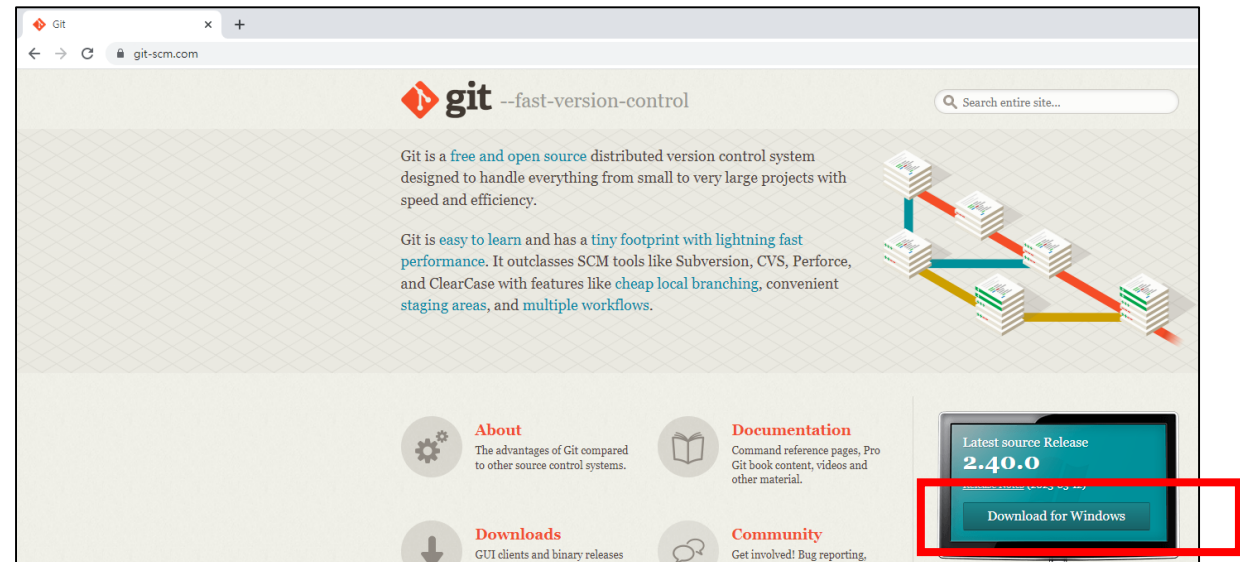 Git
git-scm.com
git --fast-version-control
Search entire site...
Git is a free and open source distributed version control system
designed to handle everything from small to very large projects with
speed and efficiency.
Git is easy to learn and has a tiny footprint with lightning fast
performance. It outclasses SCM tools like Subversion, CVS, Perforce,
and ClearCase with features like cheap local branching, convenient
staging areas, and multiple workflows.
About
The advantages of Git compared
to other source control systems.
Documentation
Command reference pages, Pro
Git book content, videos and
other material.
Latest source Release
2.40.0
Download for Windows
Downloads
GUI clients and binary releases
Community
Get involved! Bug reporting,